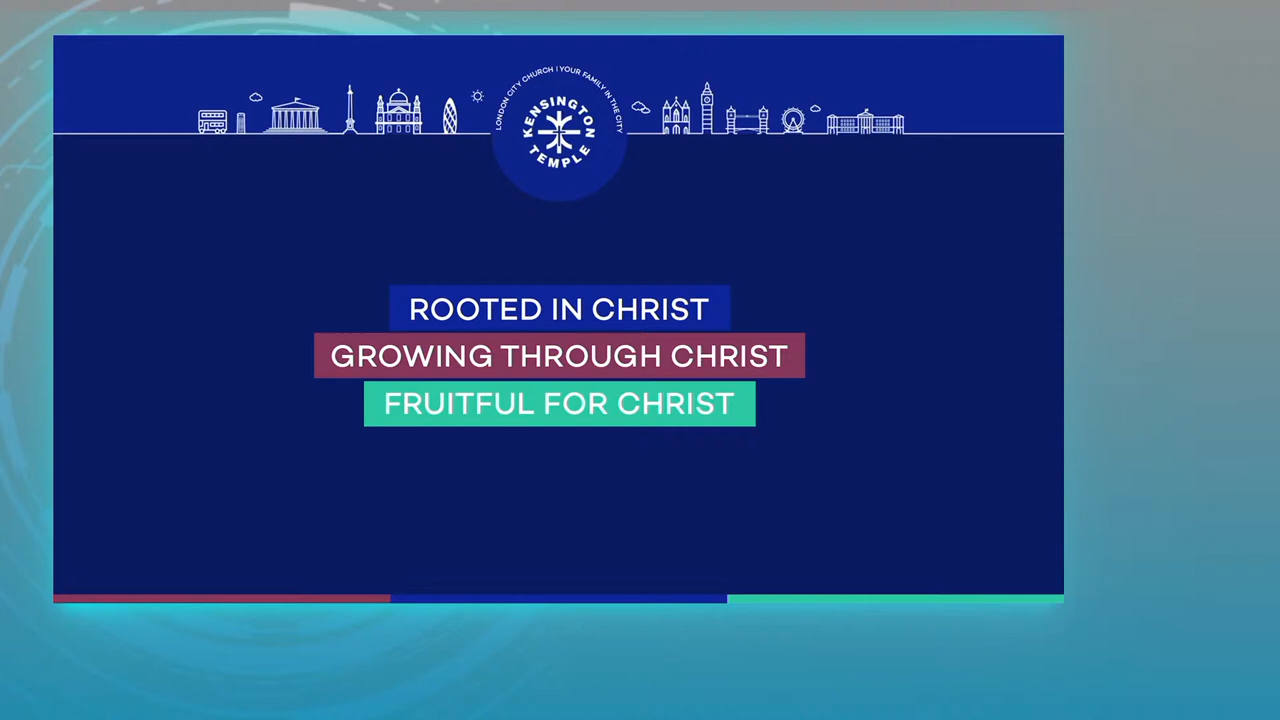 LONDON CITY CHURCH | YOUR FAMILY IN THE CITY
KENSINGTON
TEMPLE
ROOTED IN CHRIST
GROWING THROUGH CHRIST
FRUITFUL FOR CHRIST